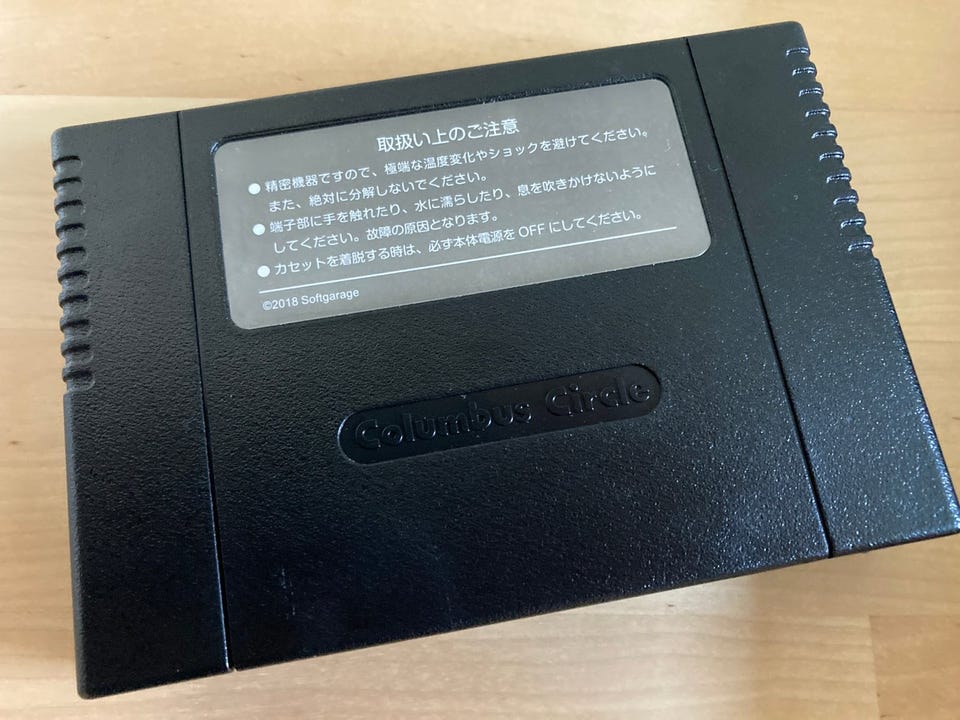 取扱い上のご注意
● 精密機器ですので、極端な温度変化やショックを避けてください。
また、絶対に分解しないでください。
● 端子部に手を触れたり、水に濡らしたり、息を吹きかけないように
してください。故障の原因となります。
● カセットを着脱する時は、必ず本体電源をOFFにしてください。
©2018 Softgarage
Columbus Circle